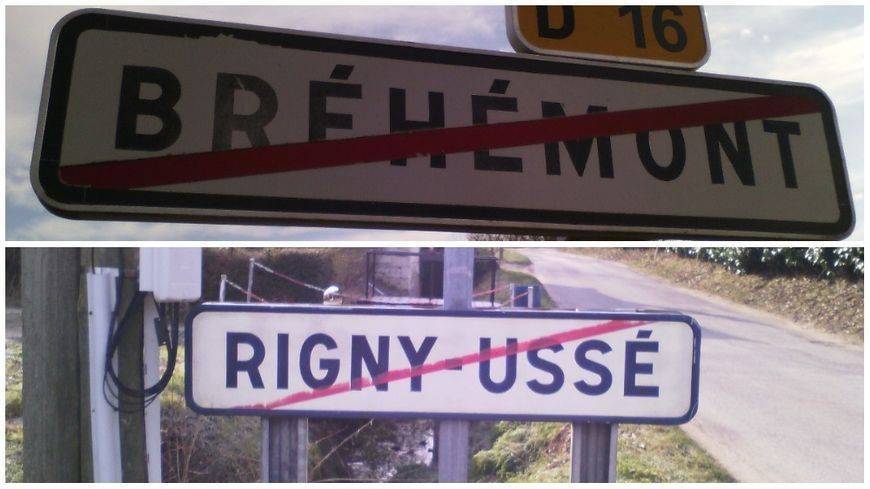 D 16
BRÉHÉMONT
RIGNY-USSÉ